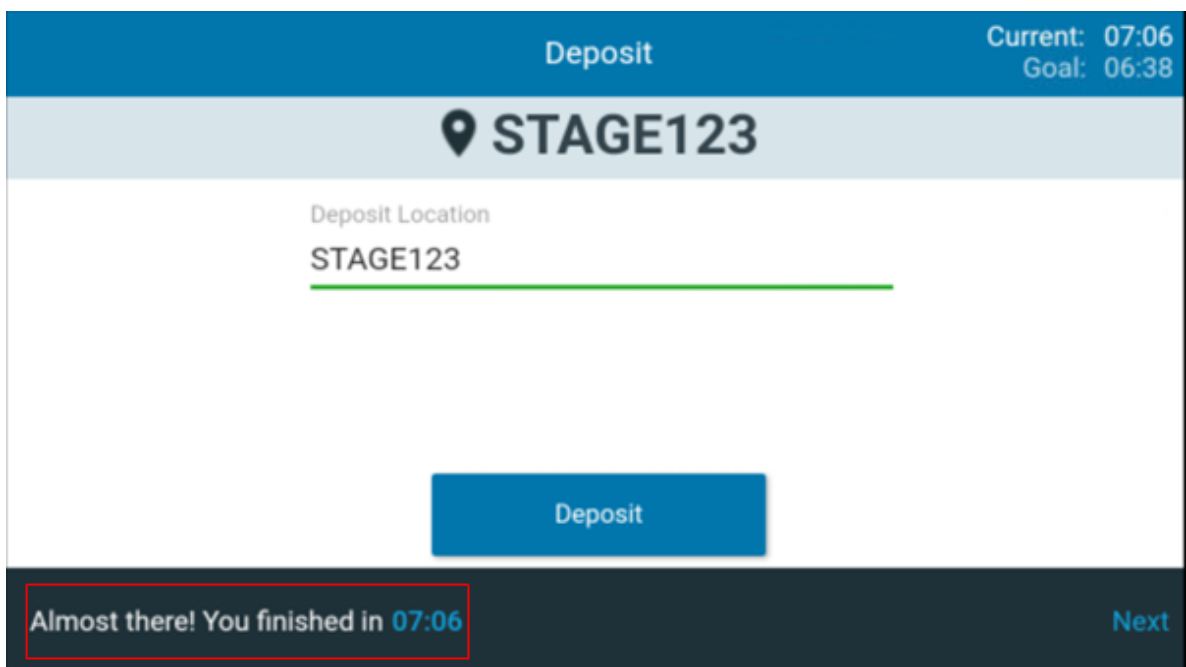 Deposit
Current: 07:06
Goal: 06:38
STAGE123
Deposit Location
STAGE123
Deposit
Almost there! You finished in 07:06
Next